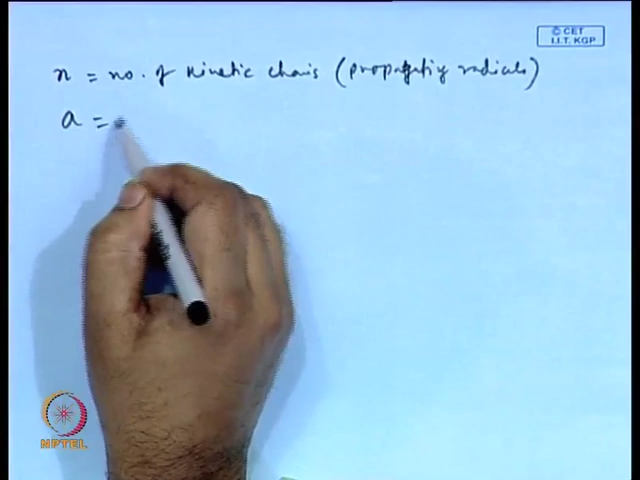 © CET
I.I.T. KGP
n = no. of kinetic chains (propagating radicals)
a =
NPTEL